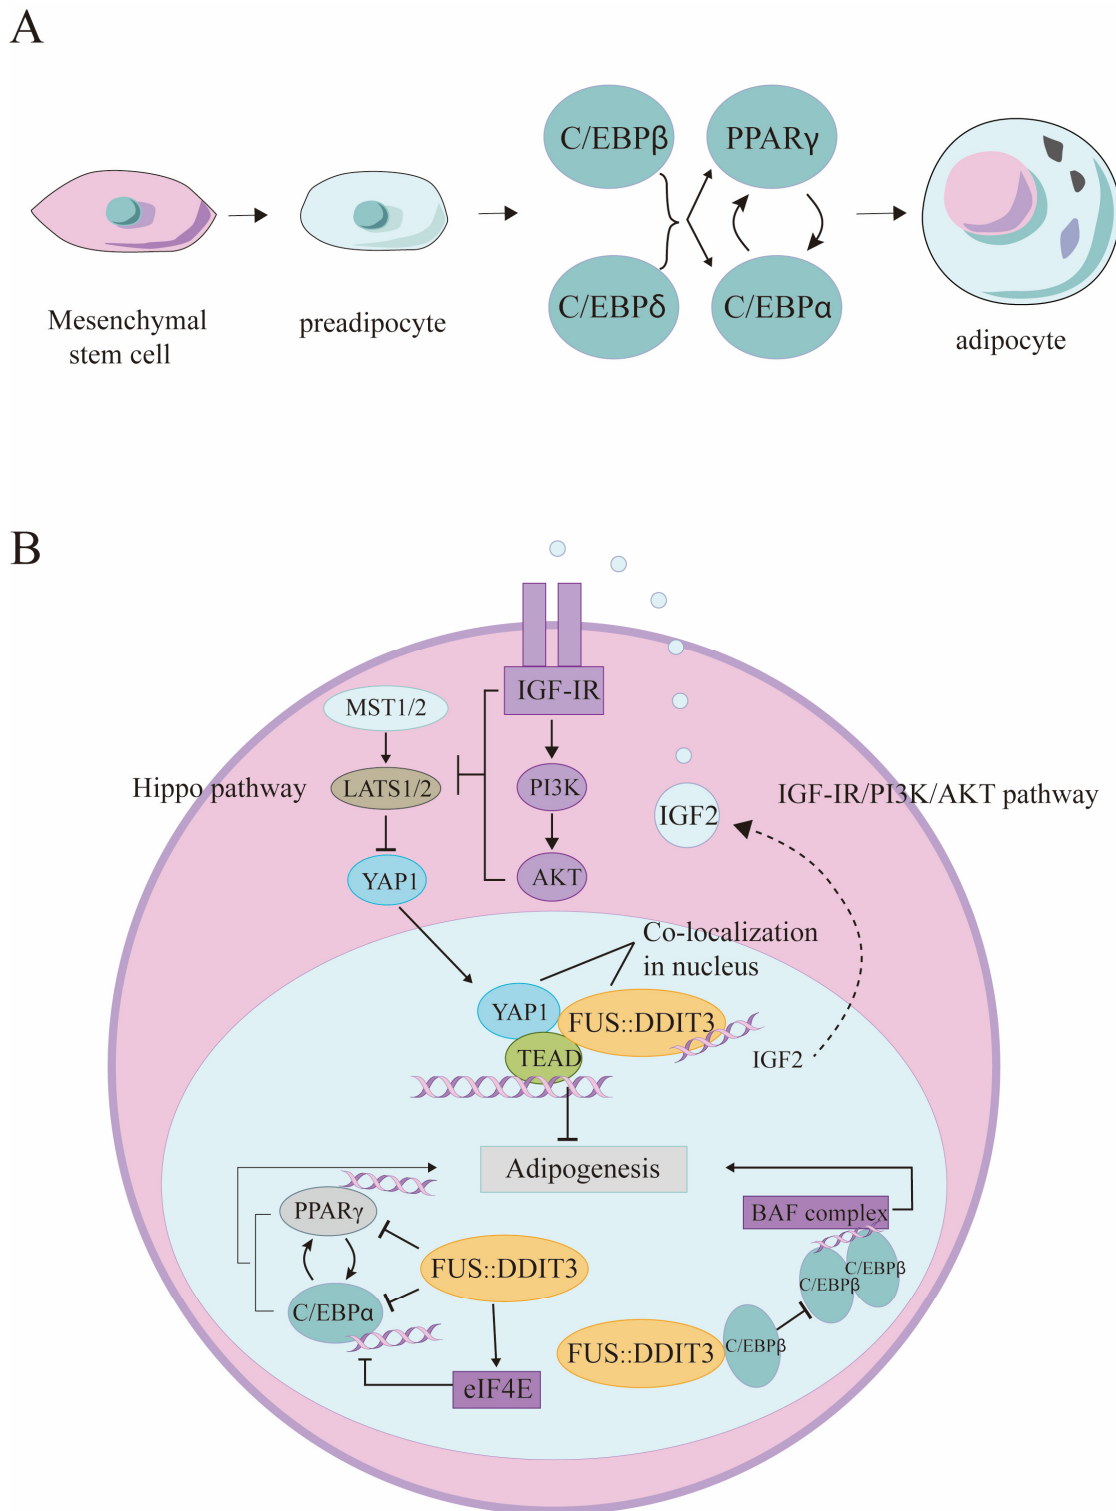 A
C/EBPβ
PPARγ
C/EBPδ
C/EBPα
Mesenchymal
stem cell
preadipocyte
adipocyte
B
IGF-IR
MST1/2
Hippo pathway
LATS1/2
PI3K
IGF2
IGF-IR/PI3K/AKT pathway
YAP1
AKT
Co-localization
in nucleus
YAP1
FUS::DDIT3
TEAD
IGF2
Adipogenesis
PPARγ
BAF complex
FUS::DDIT3
C/EBPβ
C/EBPβ
C/EBPα
FUS::DDIT3
C/EBPβ
eIF4E